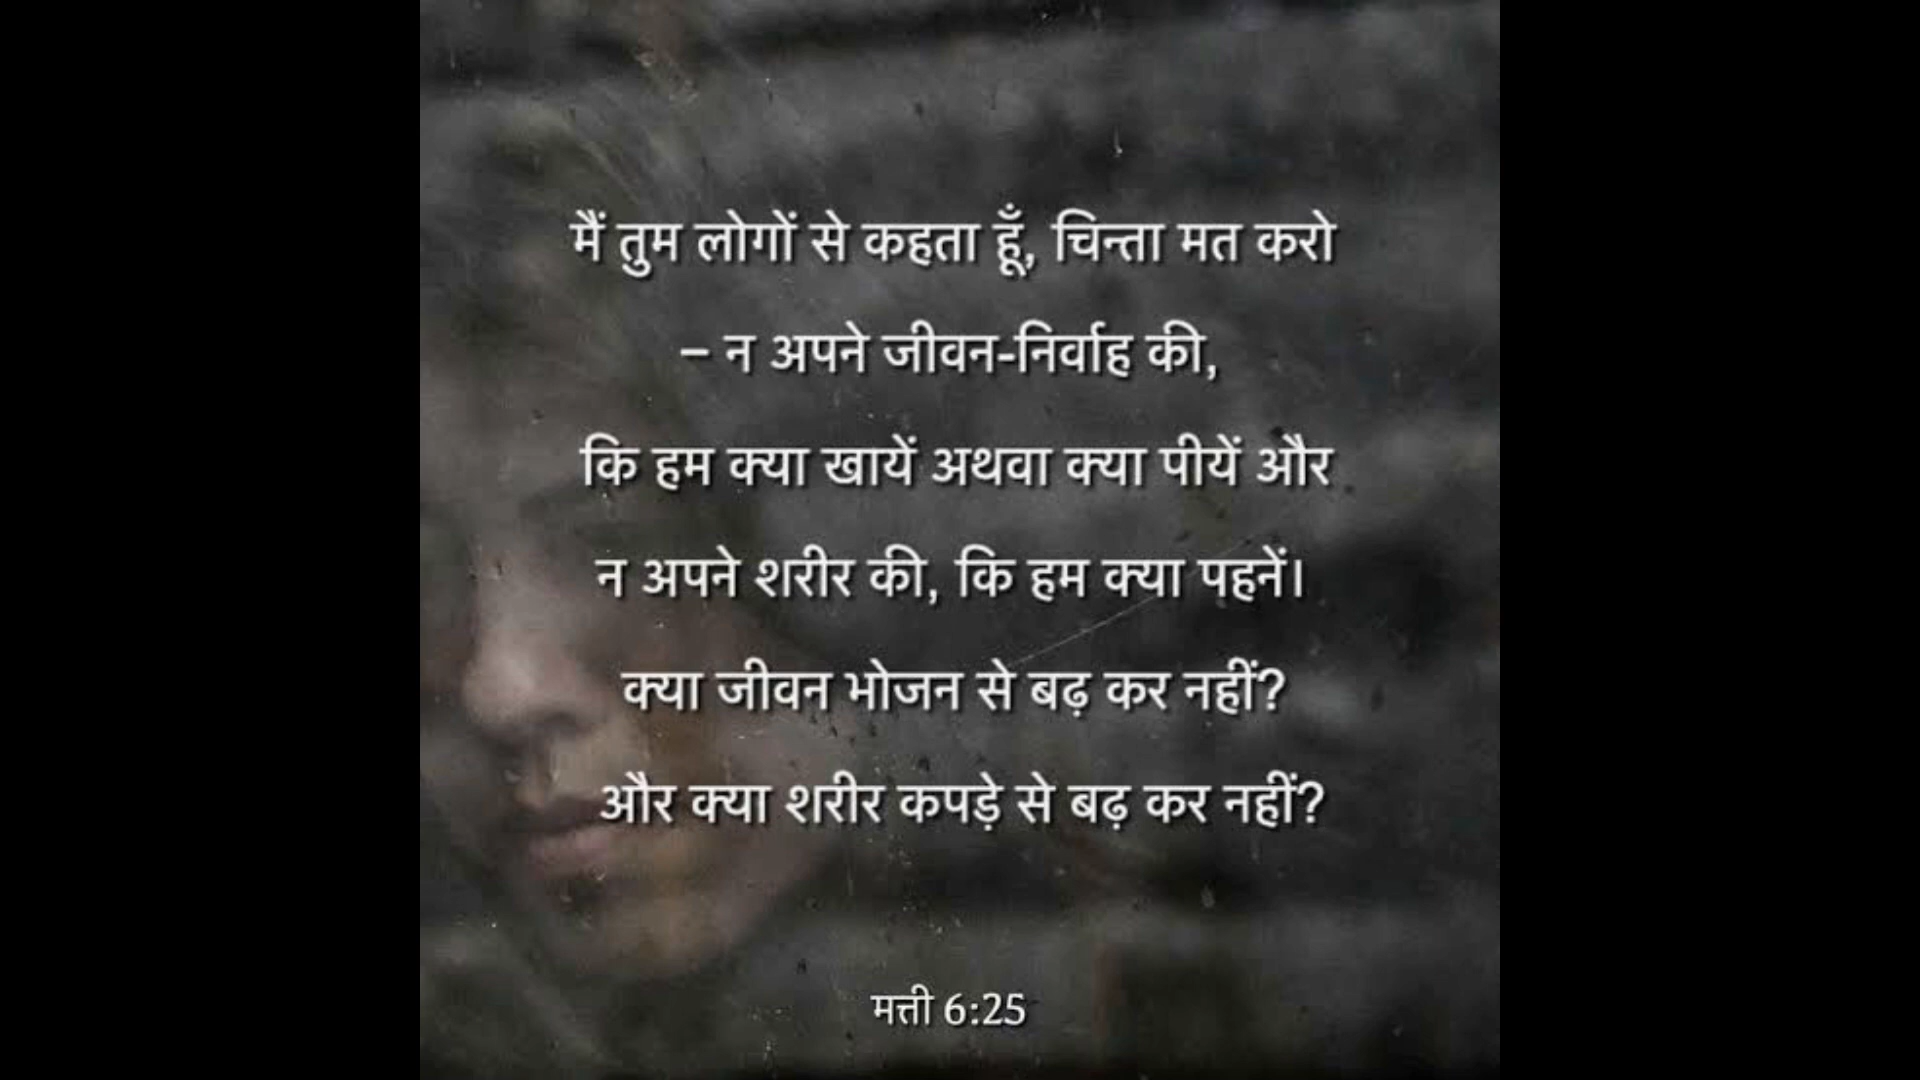 मैं तुम लोगों से कहता हूँ, चिन्ता मत करो
– न अपने जीवन-निर्वाह की,
कि हम क्या खायें अथवा क्या पीयें और
न अपने शरीर की, कि हम क्या पहनें।
क्या जीवन भोजन से बढ़ कर नहीं?
और क्या शरीर कपड़े से बढ़ कर नहीं?
मत्ती 6:25